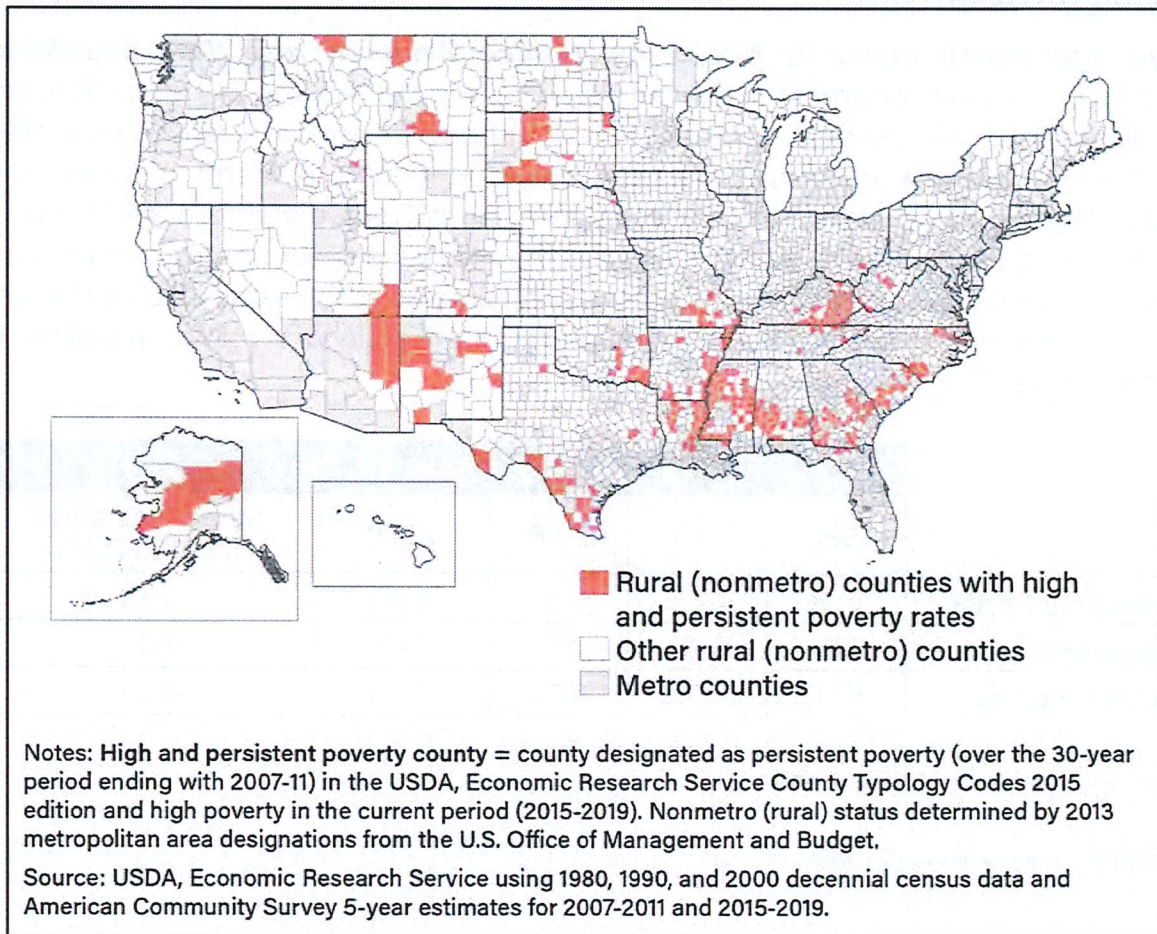 Rural (nonmetro) counties with high
and persistent poverty rates
Other rural (nonmetro) counties
Metro counties
Notes: High and persistent poverty county = county designated as persistent poverty (over the 30-year
period ending with 2007-11) in the USDA, Economic Research Service County Typology Codes 2015
edition and high poverty in the current period (2015-2019). Nonmetro (rural) status determined by 2013
metropolitan area designations from the U.S. Office of Management and Budget.
Source: USDA, Economic Research Service using 1980, 1990, and 2000 decennial census data and
American Community Survey 5-year estimates for 2007-2011 and 2015-2019.